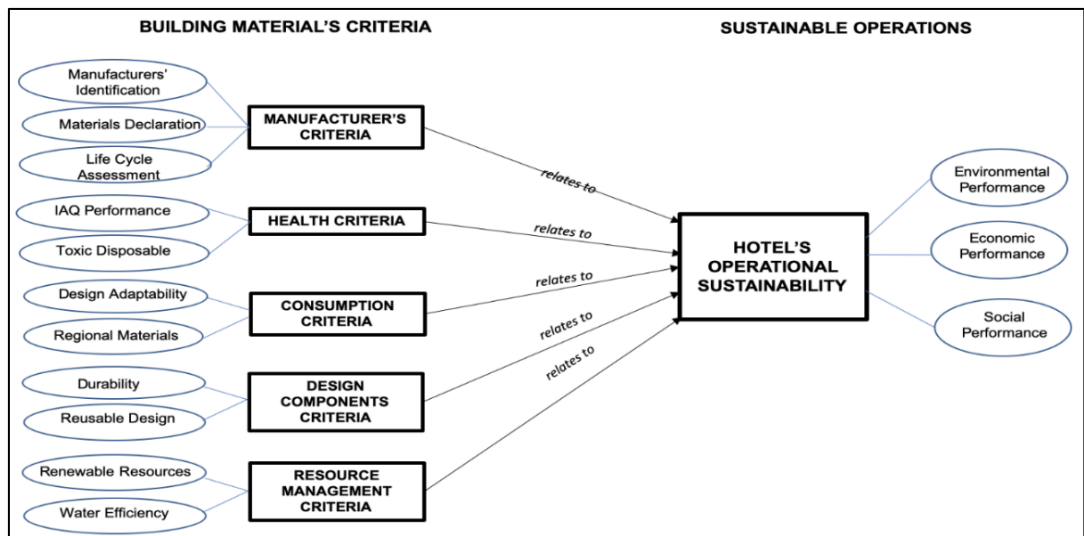 BUILDING MATERIAL'S CRITERIA
SUSTAINABLE OPERATIONS
Manufacturers'
Identification
Materials Declaration
Life Cycle
Assessment
MANUFACTURER'S
CRITERIA
relates to
IAQ Performance
Toxic Disposable
HEALTH CRITERIA
relates to
Design Adaptability
Regional Materials
CONSUMPTION
CRITERIA
relates to
Durability
Reusable Design
DESIGN
COMPONENTS
CRITERIA
relates to
Renewable Resources
Water Efficiency
RESOURCE
MANAGEMENT
CRITERIA
relates to
HOTEL'S
OPERATIONAL
SUSTAINABILITY
Environmental
Performance
Economic
Performance
Social
Performance